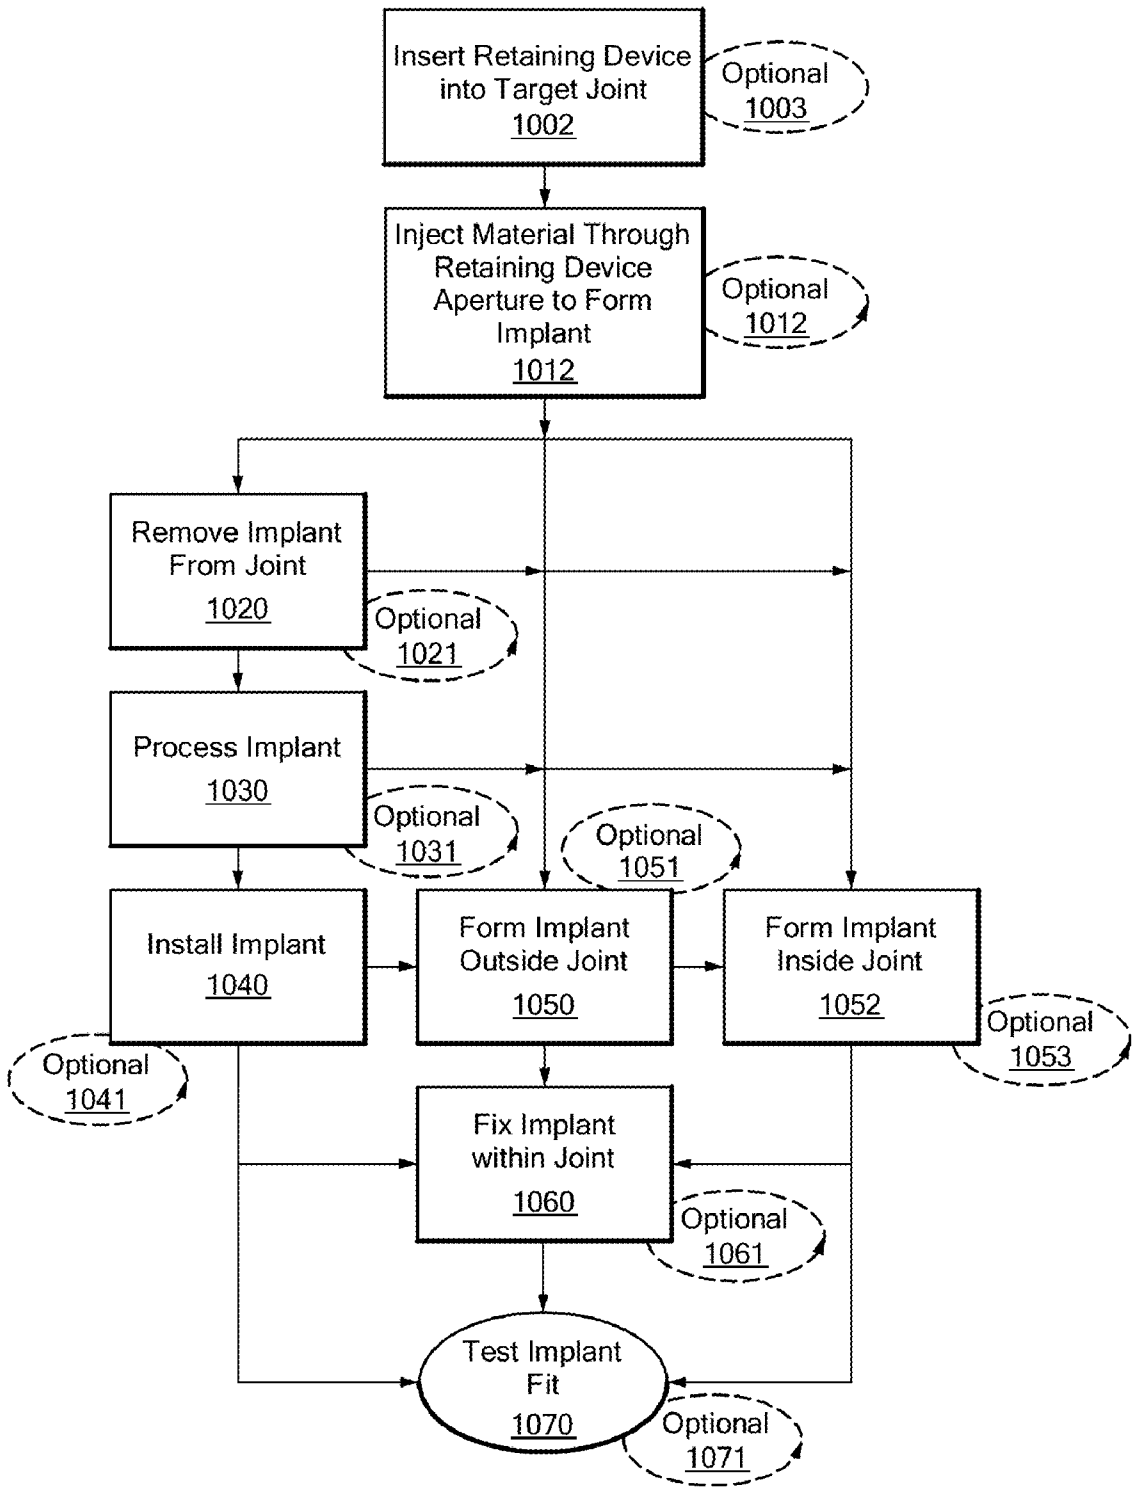 Insert Retaining Device
into Target Joint
1002
Optional
1003
Inject Material Through
Retaining Device
Aperture to Form
Implant
1012
Optional
1012
Remove Implant
From Joint
1020
Optional
1021
Process Implant
1030
Optional
1031
Optional
1051
Install Implant
1040
Optional
1041
Form Implant
Outside Joint
1050
Form Implant
Inside Joint
1052
Optional
1053
Fix Implant
within Joint
1060
Optional
1061
Test Implant
Fit
1070
Optional
1071